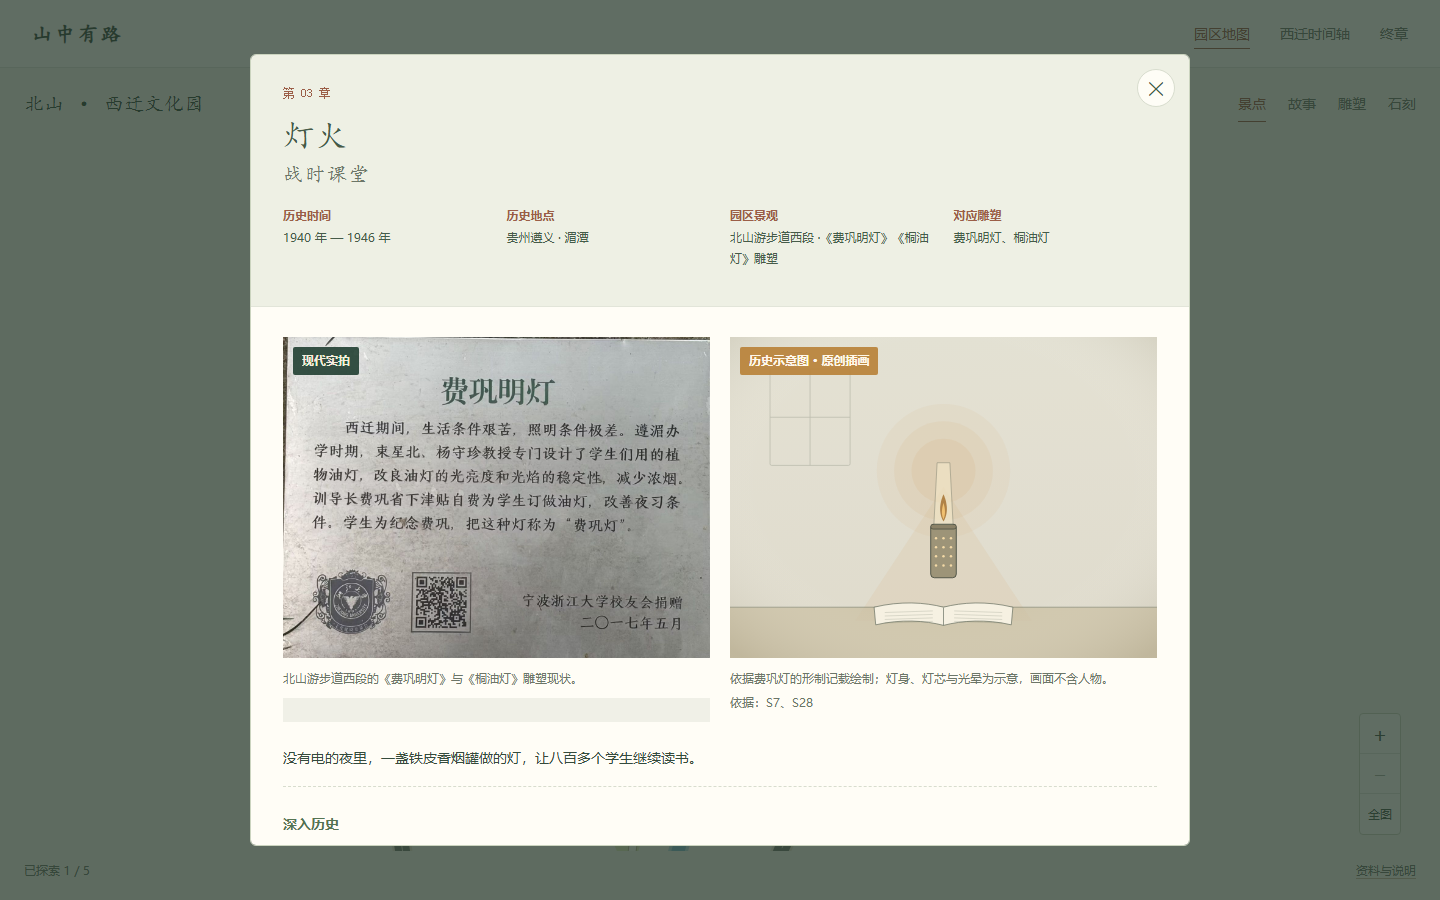 山中有路
园区地图 西迁时间轴 终章
北山 • 西迁文化园
景点 故事 雕塑 石刻
第 03 章
灯火
战时课堂
历史时间
1940 年 — 1946 年
历史地点
贵州遵义 · 湄潭
园区景观
北山游步道西段 ·《费巩明灯》《桐油
灯》雕塑
对应雕塑
费巩明灯、桐油灯
现代实拍
费巩明灯
西迁期间，生活条件艰苦，照明条件极差。遵湄办
学时期，束星北、杨守珍教授专门设计了学生们用的植
物油灯，改良油灯的光亮度和光焰的稳定性，减少浓烟。
训导长费巩省下津贴自费为学生订做油灯，改善夜习条
件。学生为纪念费巩，把这种灯称为“费巩灯”。
宁波浙江大学校友会捐赠
二〇一七年五月
历史示意图 • 原创插画
北山游步道西段的《费巩明灯》与《桐油灯》雕塑现状。
依据费巩灯的形制记载绘制；灯身、灯芯与光晕为示意，画面不含人物。
依据：S7、S28
没有电的夜里，一盏铁皮香烟罐做的灯，让八百多个学生继续读书。
深入历史
+
−
全图
已探索 1 / 5
资料与说明